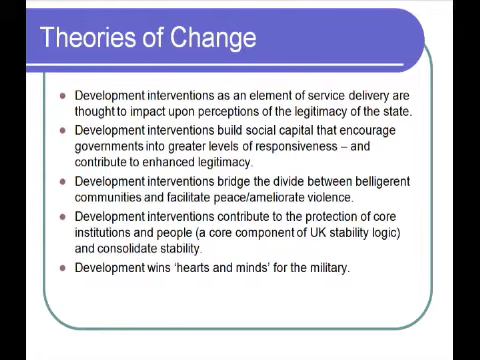 Theories of Change
Development interventions as an element of service delivery are
thought to impact upon perceptions of the legitimacy of the state.
Development interventions build social capital that encourage
governments into greater levels of responsiveness – and
contribute to enhanced legitimacy.
Development interventions bridge the divide between belligerent
communities and facilitate peace/ameliorate violence.
Development interventions contribute to the protection of core
institutions and people (a core component of UK stability logic)
and consolidate stability.
Development wins ‘hearts and minds’ for the military.